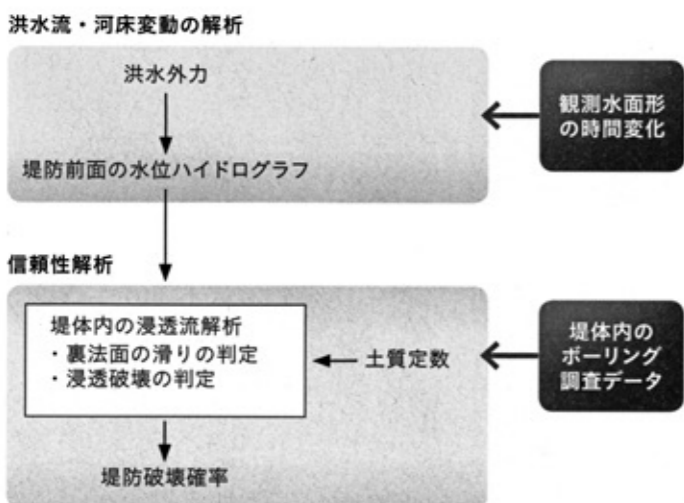 洪水流・河床変動の解析
洪水外力
観測水面形
の時間変化
堤防前面の水位ハイドログラフ
信頼性解析
堤体内の浸透流解析
・裏法面の滑りの判定
・浸透破壊の判定
土質定数
堤体内の
ボーリング
調査データ
堤防破壊確率